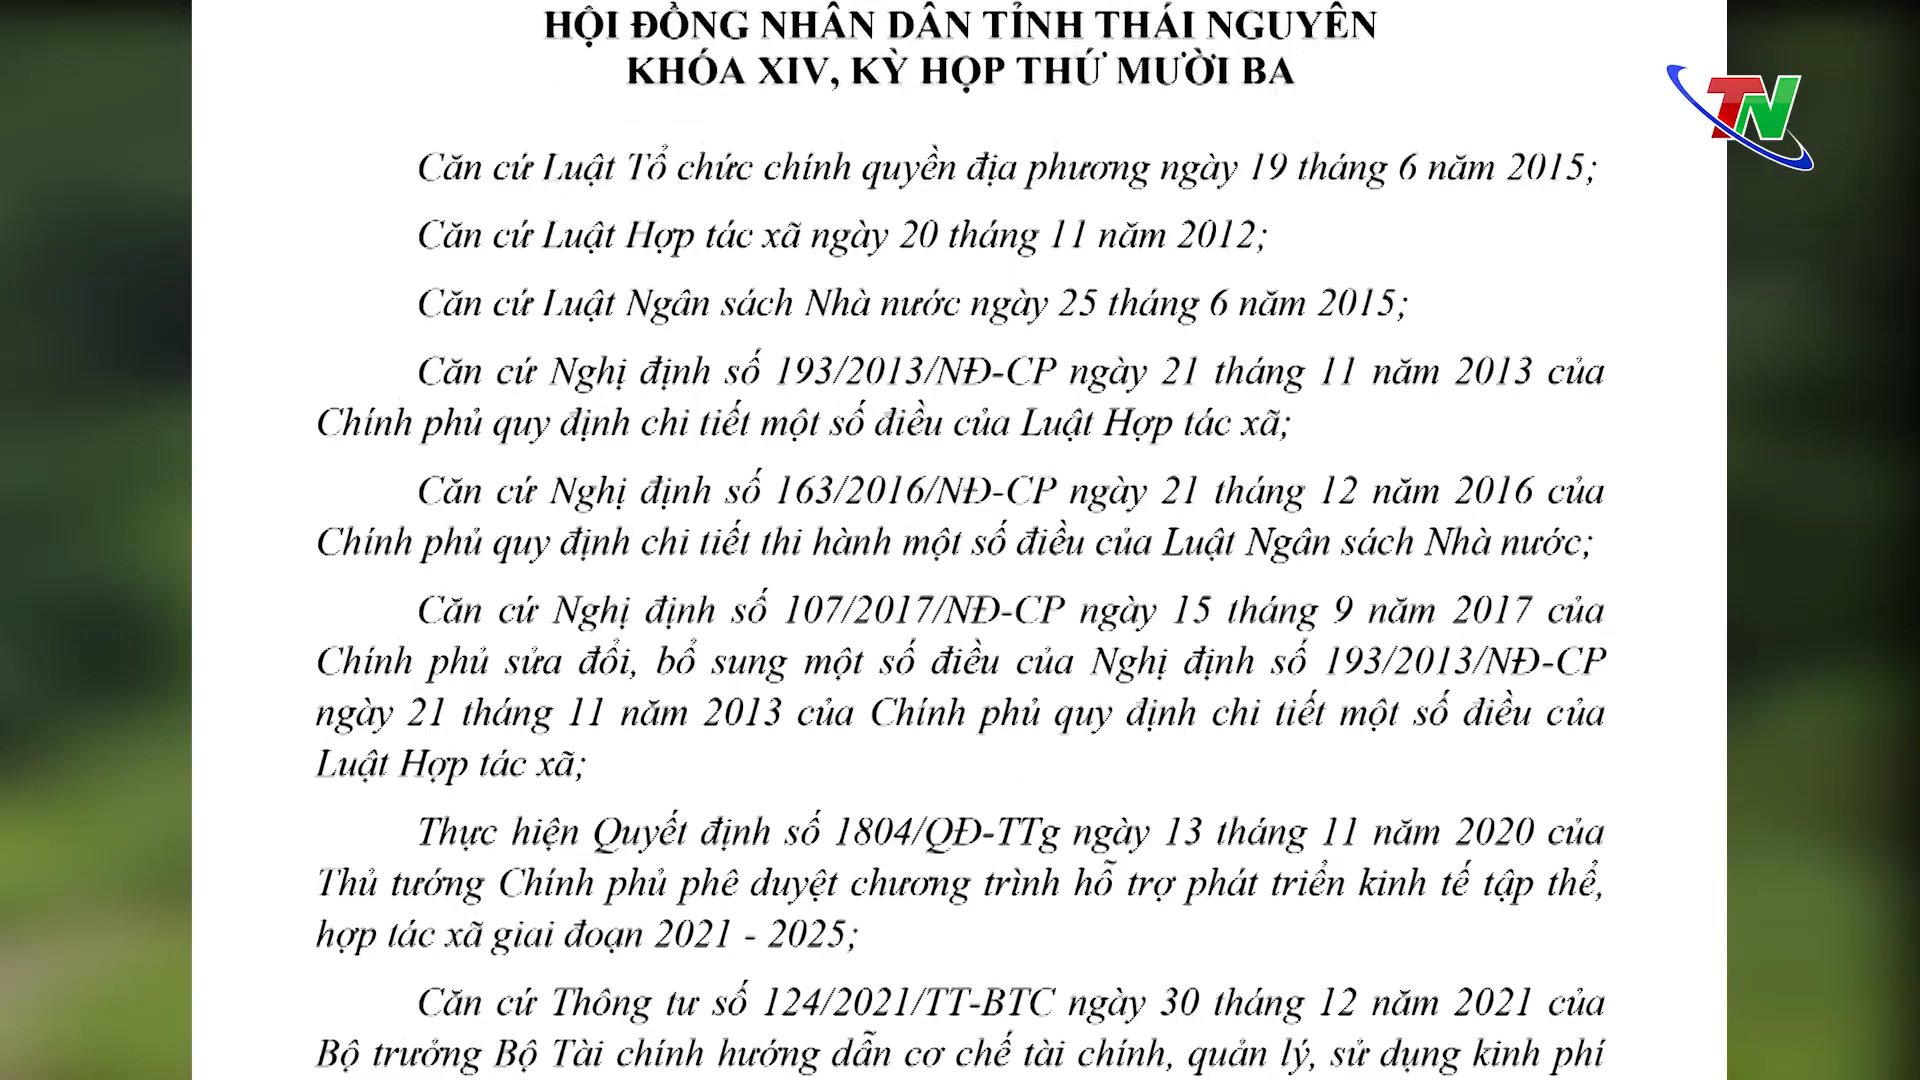 HỘI ĐỒNG NHÂN DÂN TỈNH THÁI NGUYÊN
KHÓA XIV, KỲ HỌP THỨ MƯỜI BA
TN
Căn cứ Luật Tổ chức chính quyền địa phương ngày 19 tháng 6 năm 2015;
Căn cứ Luật Hợp tác xã ngày 20 tháng 11 năm 2012;
Căn cứ Luật Ngân sách Nhà nước ngày 25 tháng 6 năm 2015;
Căn cứ Nghị định số 193/2013/NĐ-CP ngày 21 tháng 11 năm 2013 của
Chính phủ quy định chi tiết một số điều của Luật Hợp tác xã;
Căn cứ Nghị định số 163/2016/NĐ-CP ngày 21 tháng 12 năm 2016 của
Chính phủ quy định chi tiết thi hành một số điều của Luật Ngân sách Nhà nước;
Căn cứ Nghị định số 107/2017/NĐ-CP ngày 15 tháng 9 năm 2017 của
Chính phủ sửa đổi, bổ sung một số điều của Nghị định số 193/2013/NĐ-CP
ngày 21 tháng 11 năm 2013 của Chính phủ quy định chi tiết một số điều của
Luật Hợp tác xã;
Thực hiện Quyết định số 1804/QĐ-TTg ngày 13 tháng 11 năm 2020 của
Thủ tướng Chính phủ phê duyệt chương trình hỗ trợ phát triển kinh tế tập thể,
hợp tác xã giai đoạn 2021 - 2025;
Căn cứ Thông tư số 124/2021/TT-BTC ngày 30 tháng 12 năm 2021 của
Bộ trưởng Bộ Tài chính hướng dẫn cơ chế tài chính, quản lý, sử dụng kinh phí